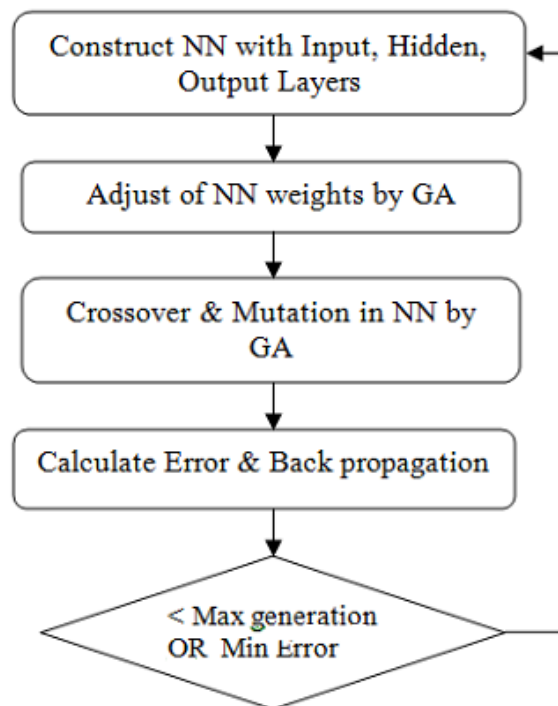 Construct NN with Input, Hidden,
Output Layers
Adjust of NN weights by GA
Crossover & Mutation in NN by
GA
Calculate Error & Back propagation
< Max generation
OR Min Error